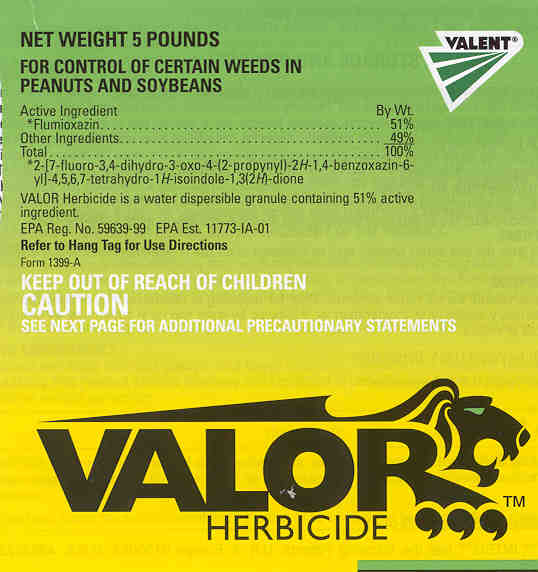 NET WEIGHT 5 POUNDS
VALENT®
FOR CONTROL OF CERTAIN WEEDS IN
PEANUTS AND SOYBEANS
Active Ingredient By Wt.
*Flumioxazin. . . . . . . . . . . . . . . . . . . . . . . . . . . . . . . . . . . . . . . . 51%
Other Ingredients. . . . . . . . . . . . . . . . . . . . . . . . . . . . . . . . . . . . 49%
Total . . . . . . . . . . . . . . . . . . . . . . . . . . . . . . . . . . . . . . . . . . . . . . 100%
*2-[7-fluoro-3,4-dihydro-3-oxo-4-(2-propynyl)-2H-1,4-benzoxazin-6-
yl]-4,5,6,7-tetrahydro-1H-isoindole-1,3(2H)-dione
VALOR Herbicide is a water dispersible granule containing 51% active
ingredient.
EPA Reg. No. 59639-99 EPA Est. 11773-IA-01
Refer to Hang Tag for Use Directions
Form 1399-A
KEEP OUT OF REACH OF CHILDREN
CAUTION
SEE NEXT PAGE FOR ADDITIONAL PRECAUTIONARY STATEMENTS
VALOR TM
HERBICIDE